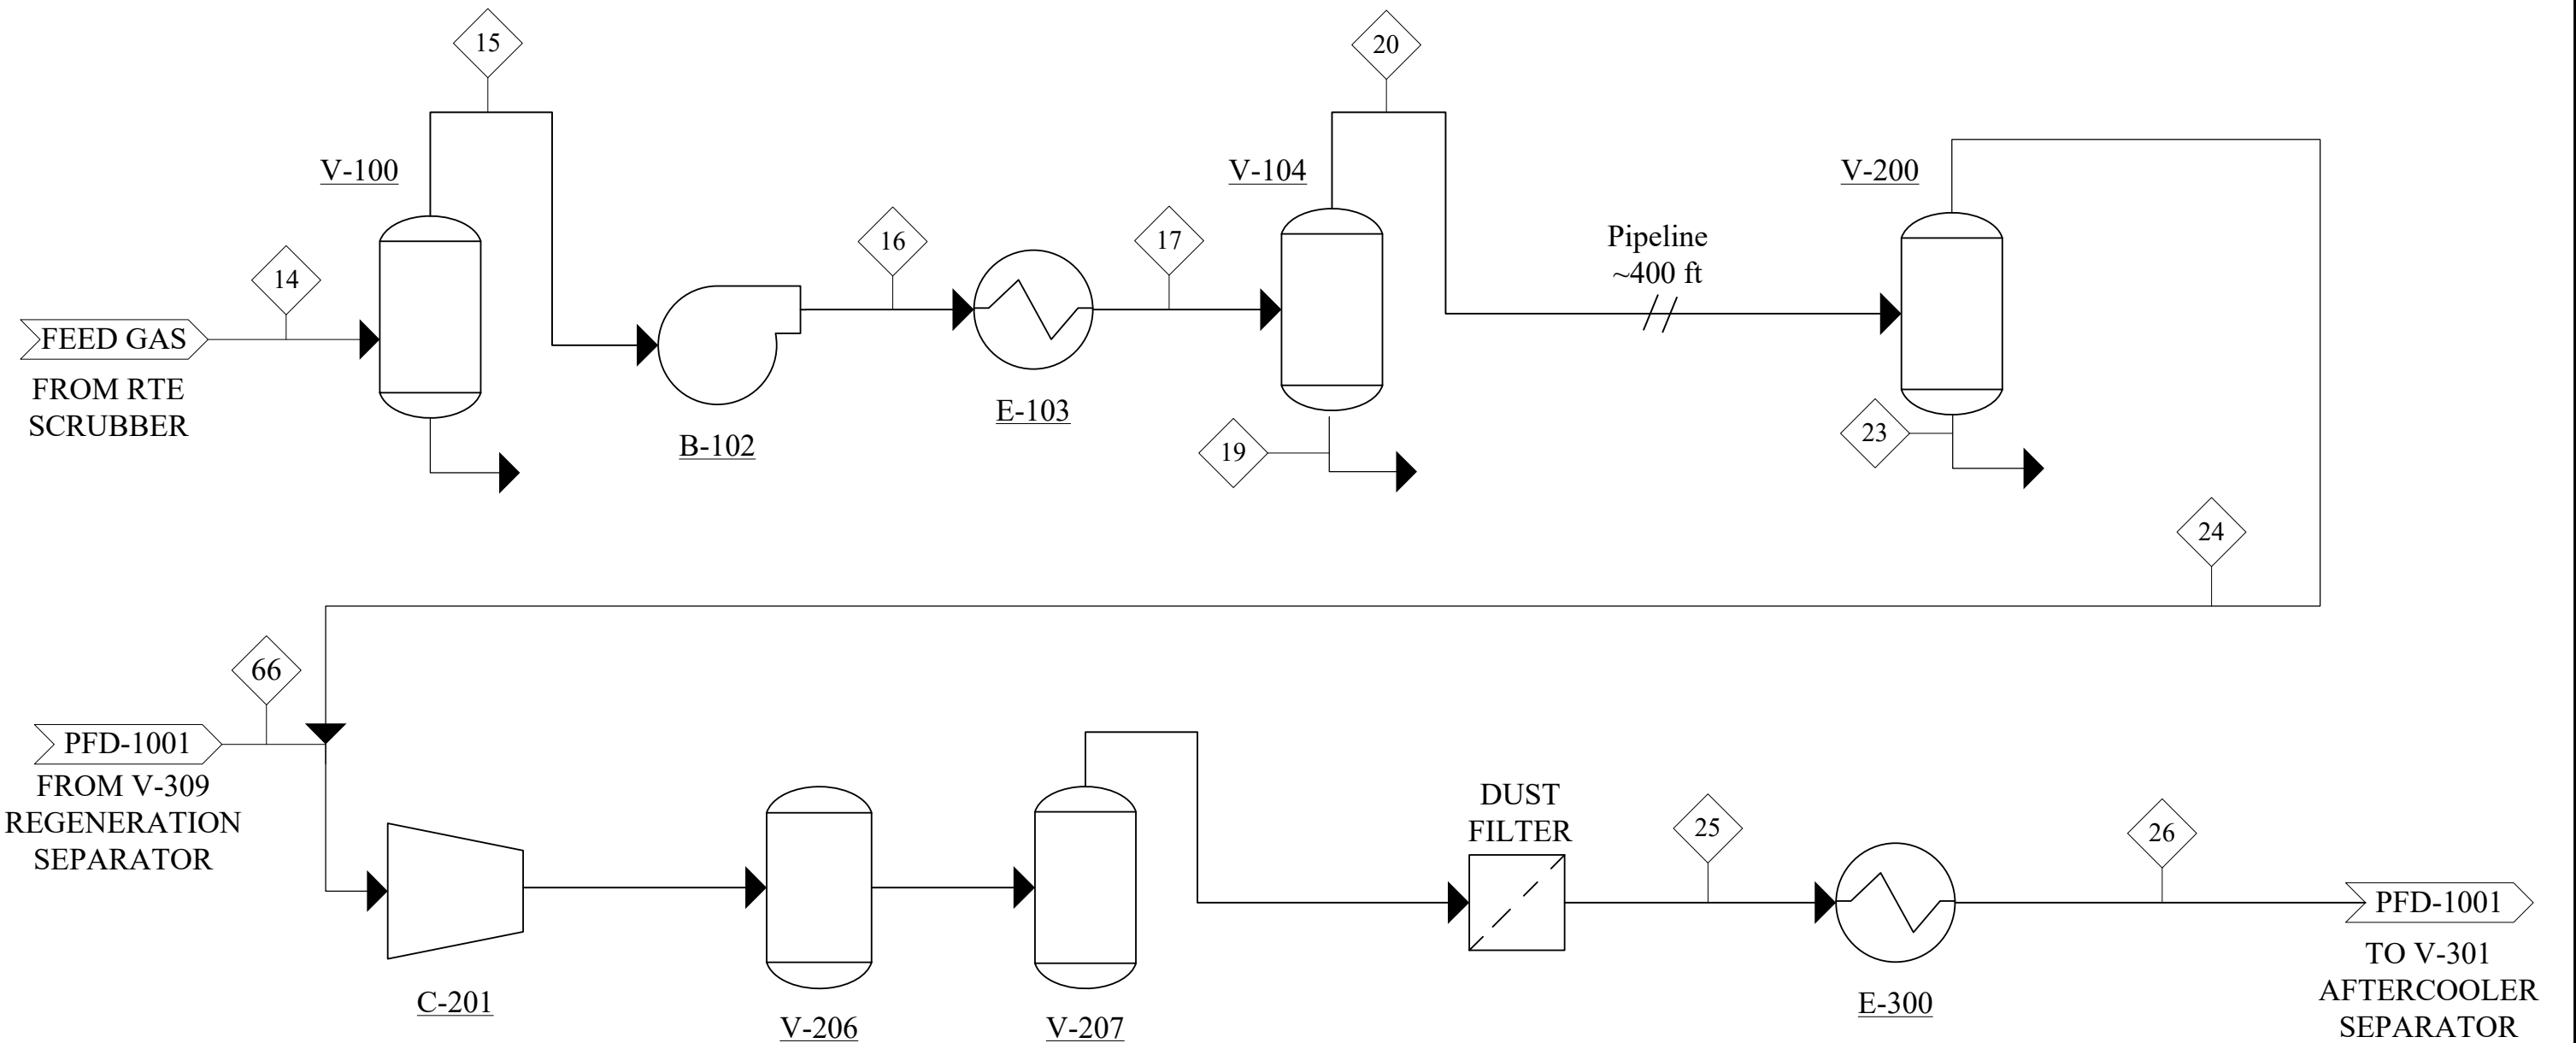 15
20
V-100
V-104
V-200
14
16
17
Pipeline
~400 ft
FEED GAS
FROM RTE
SCRUBBER
B-102
E-103
19
23
24
66
PFD-1001
FROM V-309
REGENERATION
SEPARATOR
C-201
V-206
V-207
DUST
FILTER
25
26
E-300
PFD-1001
TO V-301
AFTERCOOLER
SEPARATOR